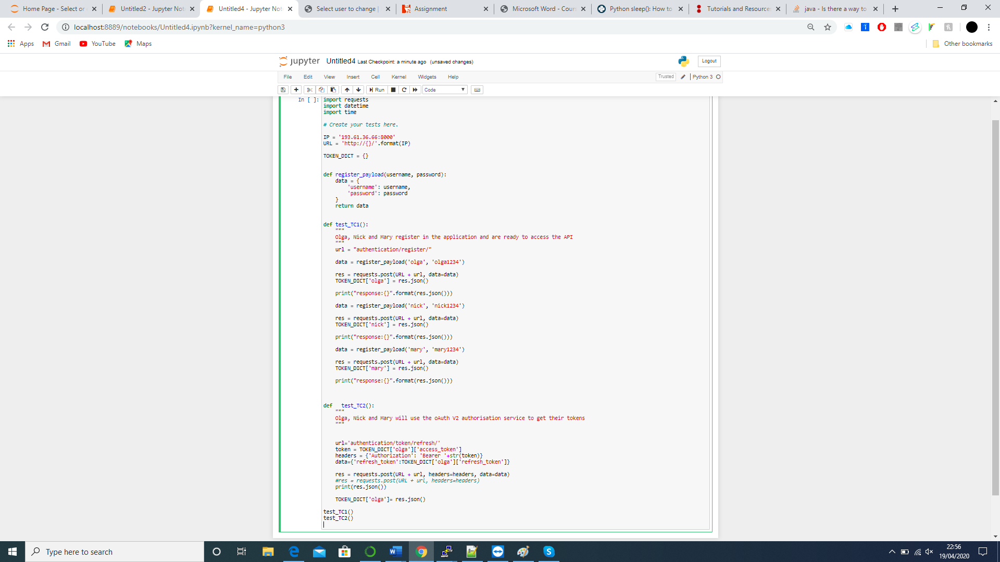 Home Page - Select or
Untitled2 - Jupyter Not
Untitled4 - Jupyter Not
Select user to change |
Assignment
Microsoft Word - Cour
Python sleep(): How to
Tutorials and Resource
java - Is there a way to
localhost:8889/notebooks/Untitled4.ipynb?kernel_name=python3
Apps
Gmail
YouTube
Maps
Other bookmarks
jupyter Untitled4 Last Checkpoint: a minute ago (unsaved changes)
Logout
File Edit View Insert Cell Kernel Widgets Help
Trusted
Python 3
Run
Code
In [ ]:
import requests
import datetime
import time
# Create your tests here.
IP = '193.61.36.66:8000'
URL = 'http://{}/'.format(IP)
TOKEN_DICT = {}
def register_payload(username, password):
data = {
'username': username,
'password': password
}
return data
def test_TC1():
"""
Olga, Nick and Mary register in the application and are ready to access the API
"""
url = "authentication/register/"
data = register_payload('olga', 'olga1234')
res = requests.post(URL + url, data=data)
TOKEN_DICT['olga'] = res.json()
print("response:{}".format(res.json()))
data = register_payload('nick', 'nick1234')
res = requests.post(URL + url, data=data)
TOKEN_DICT['nick'] = res.json()
print("response:{}".format(res.json()))
data = register_payload('mary', 'mary1234')
res = requests.post(URL + url, data=data)
TOKEN_DICT['mary'] = res.json()
print("response:{}".format(res.json()))
def test_TC2():
"""
Olga, Nick and Mary will use the oAuth V2 authorisation service to get their tokens
"""
url='authentication/token/refresh/'
token = TOKEN_DICT['olga']['access_token']
headers = {'Authorization': 'Bearer '+str(token)}
data={'refresh_token':TOKEN_DICT['olga']['refresh_token']}
res = requests.post(URL + url, headers=headers, data=data)
#res = requests.post(URL + url, headers=headers)
print(res.json())
TOKEN_DICT['olga']= res.json()
test_TC1()
test_TC2()
Type here to search
22:56
19/04/2020